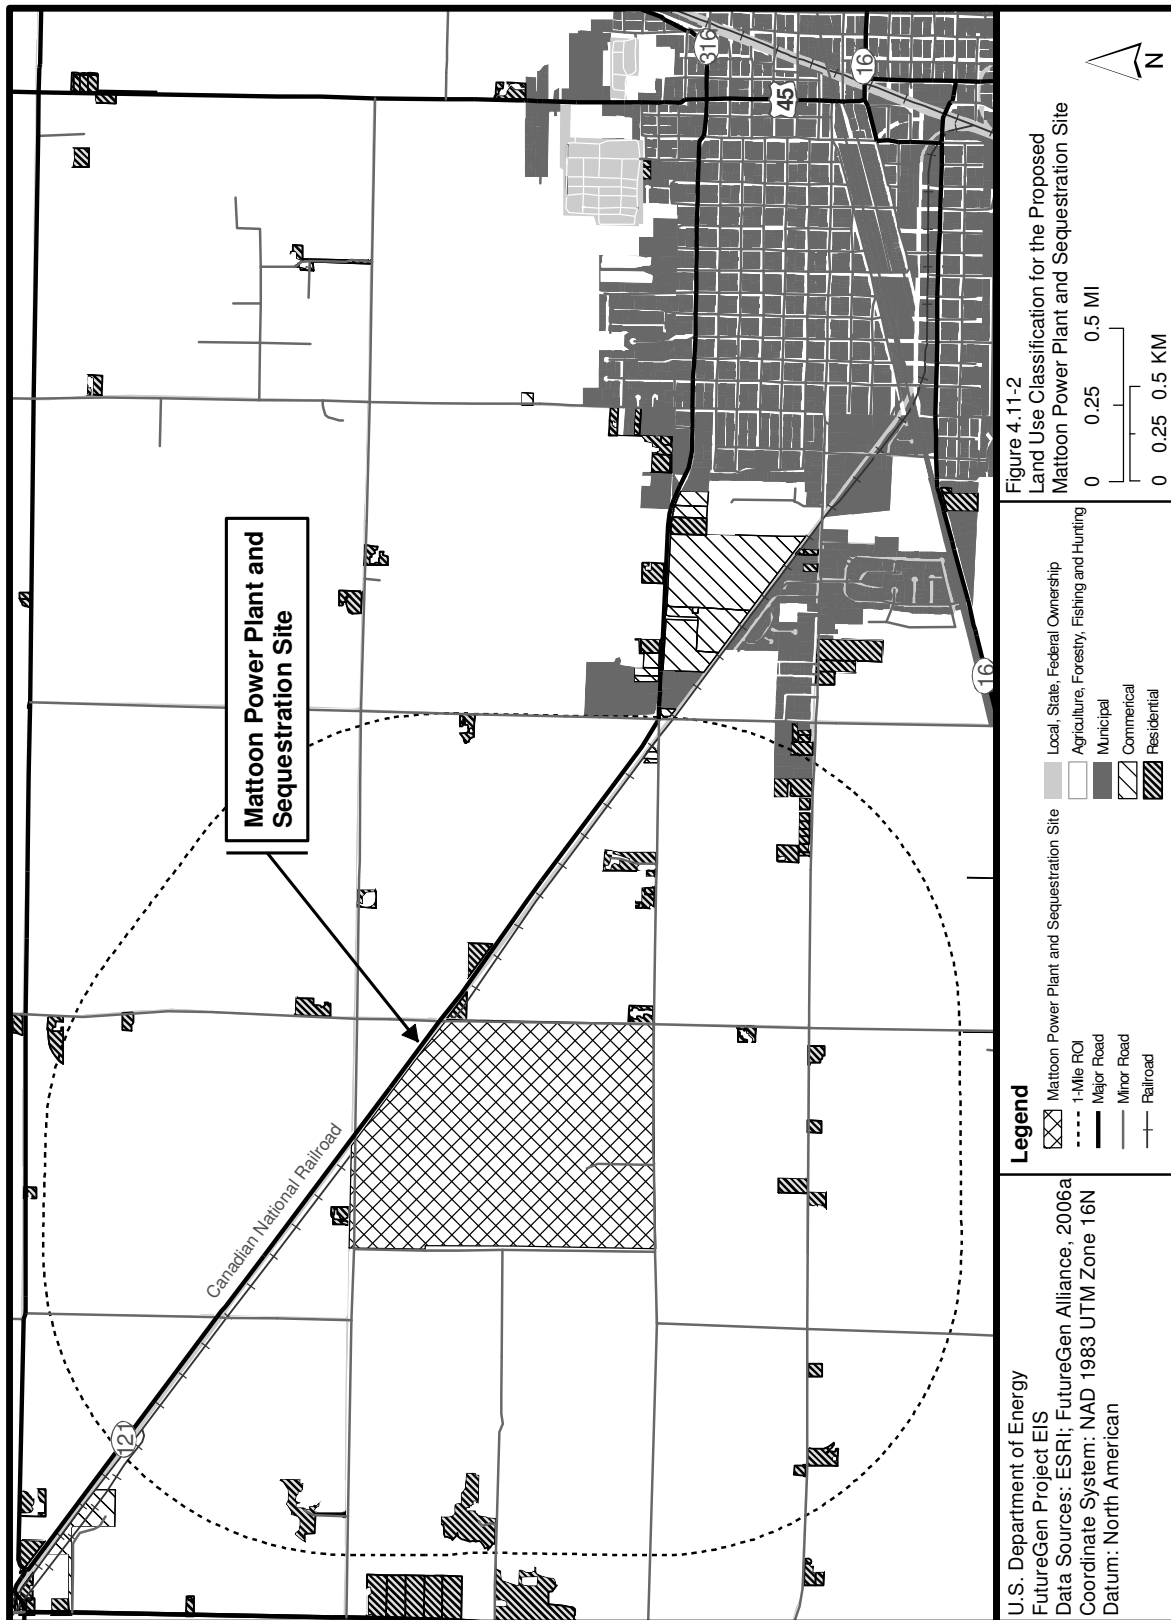 316
16
45
Mattoon Power Plant and
Sequestration Site
Canadian National Railroad
121
16
U.S. Department of Energy
FutureGen Project EIS
Data Sources: ESRI; FutureGen Alliance, 2006a
Coordinate System: NAD 1983 UTM Zone 16N
Datum: North American
Legend
Mattoon Power Plant and Sequestration Site
1-Mile ROI
Major Road
Minor Road
Railroad
Local, State, Federal Ownership
Agriculture, Forestry, Fishing and Hunting
Municipal
Commerical
Residential
Figure 4.11-2
Land Use Classification for the Proposed
Mattoon Power Plant and Sequestration Site
0 0.25 0.5 MI
0 0.25 0.5 KM
N